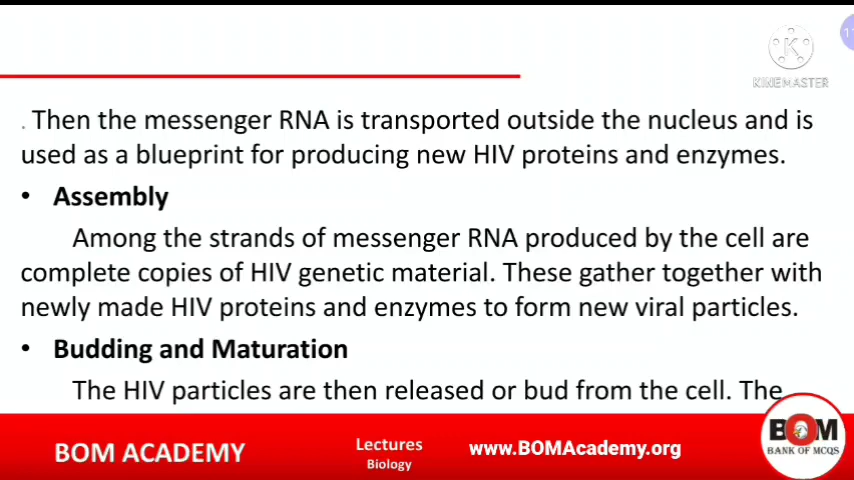 11
K
KINEMASTER
. Then the messenger RNA is transported outside the nucleus and is
used as a blueprint for producing new HIV proteins and enzymes.
• Assembly
Among the strands of messenger RNA produced by the cell are
complete copies of HIV genetic material. These gather together with
newly made HIV proteins and enzymes to form new viral particles.
• Budding and Maturation
The HIV particles are then released or bud from the cell. The
BOM ACADEMY
Lectures
Biology
www.BOMAcademy.org
BOM
BANK OF MCQS